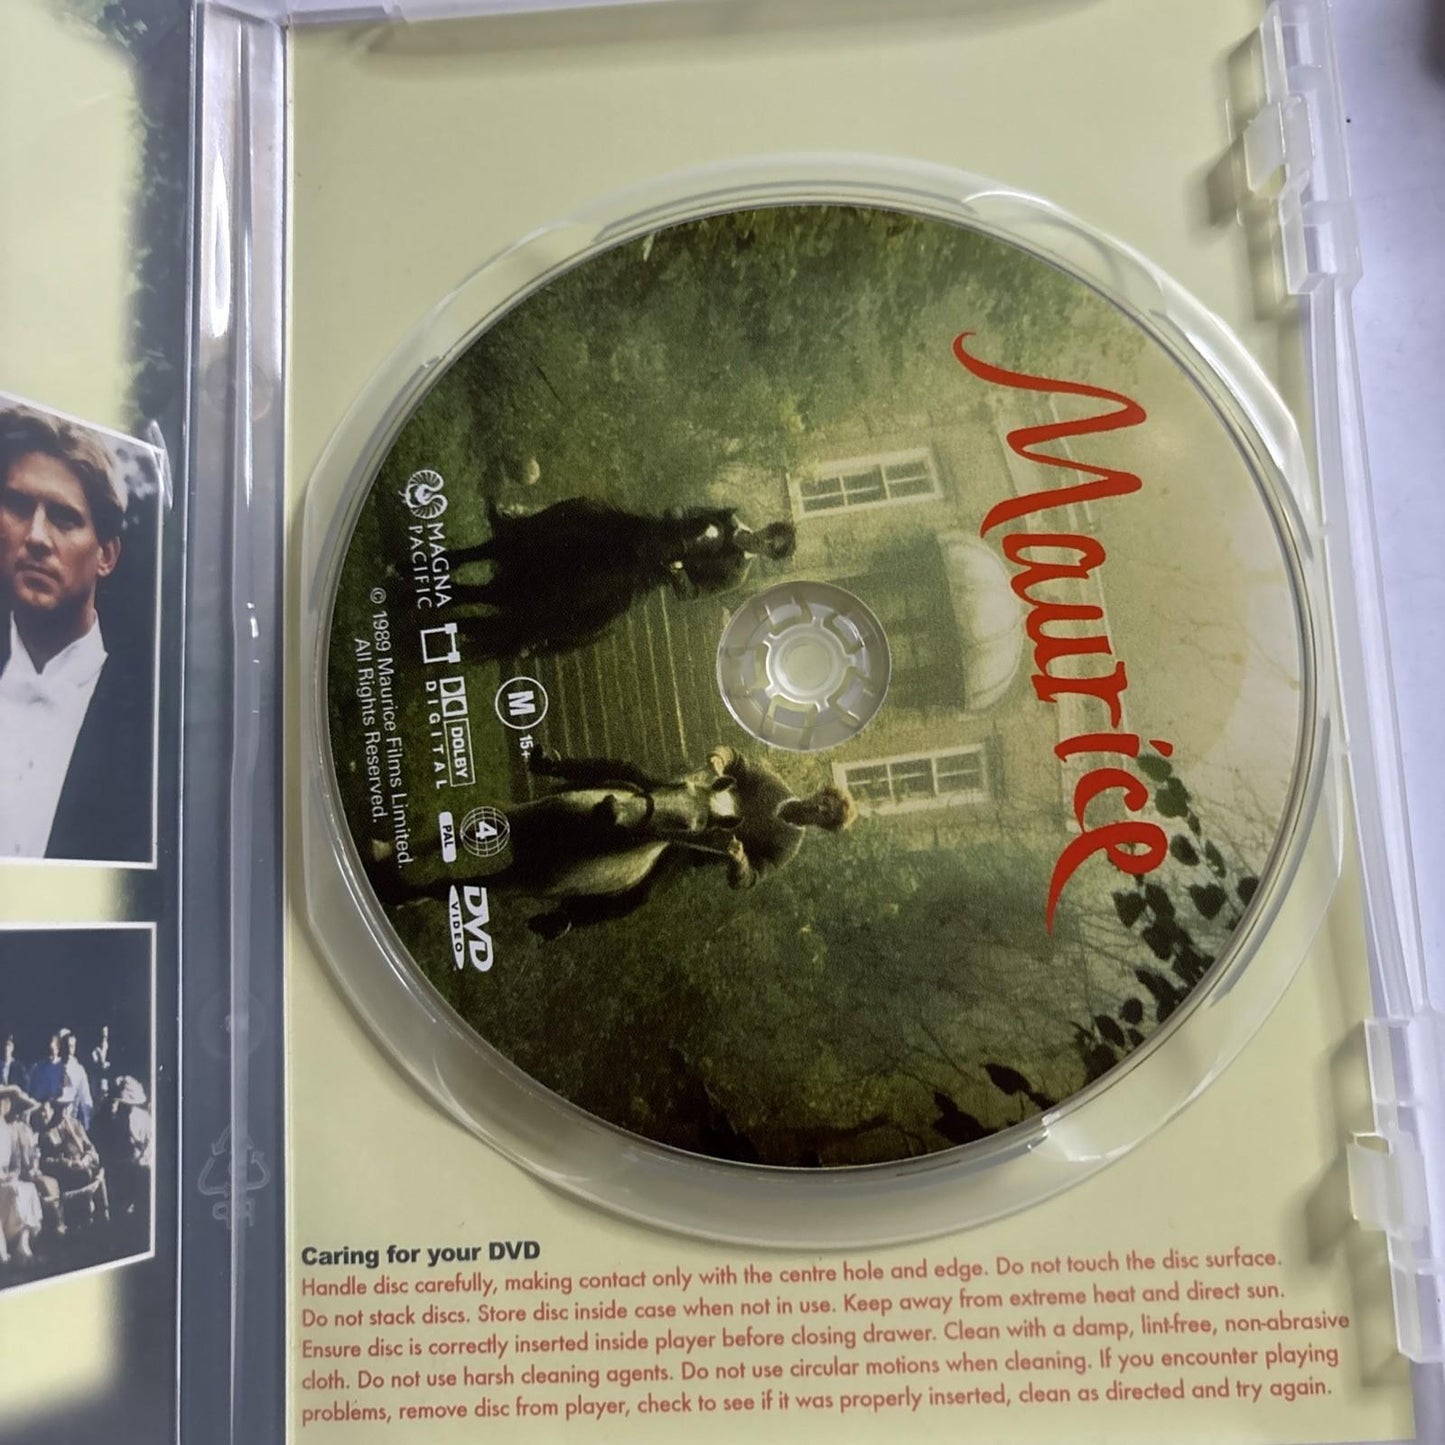 Maurice
MAGNA
PACIFIC
DOLBY
DIGITAL
M 15+
4
PAL
DVD
VIDEO
© 1989 Maurice Films Limited.
All Rights Reserved.
PP
Caring for your DVD
Handle disc carefully, making contact only with the centre hole and edge. Do not touch the disc surface.
Do not stack discs. Store disc inside case when not in use. Keep away from extreme heat and direct sun.
Ensure disc is correctly inserted inside player before closing drawer. Clean with a damp, lint-free, non-abrasive
cloth. Do not use harsh cleaning agents. Do not use circular motions when cleaning. If you encounter playing
problems, remove disc from player, check to see if it was properly inserted, clean as directed and try again.